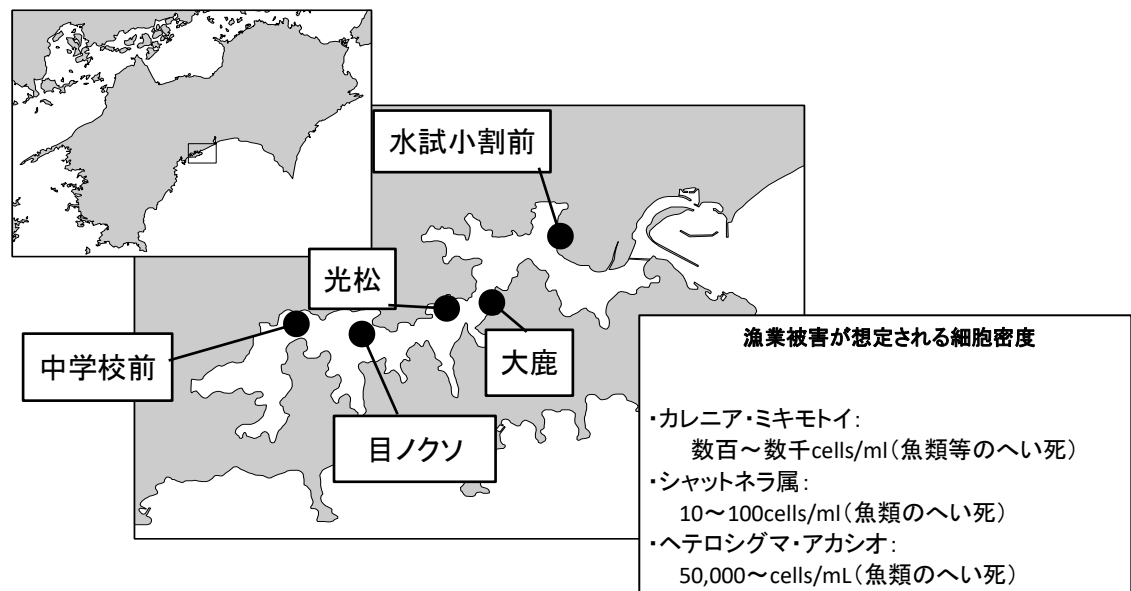 水試小割前
光松
中学校前
大鹿
目ノクソ
漁業被害が想定される細胞密度
・カレニア・ミキモトイ:
数百～数千cells/ml(魚類等のへい死)
・シャットネラ属:
10～100cells/ml(魚類のへい死)
・ヘテロシグマ・アカシオ:
50,000～cells/mL(魚類のへい死)